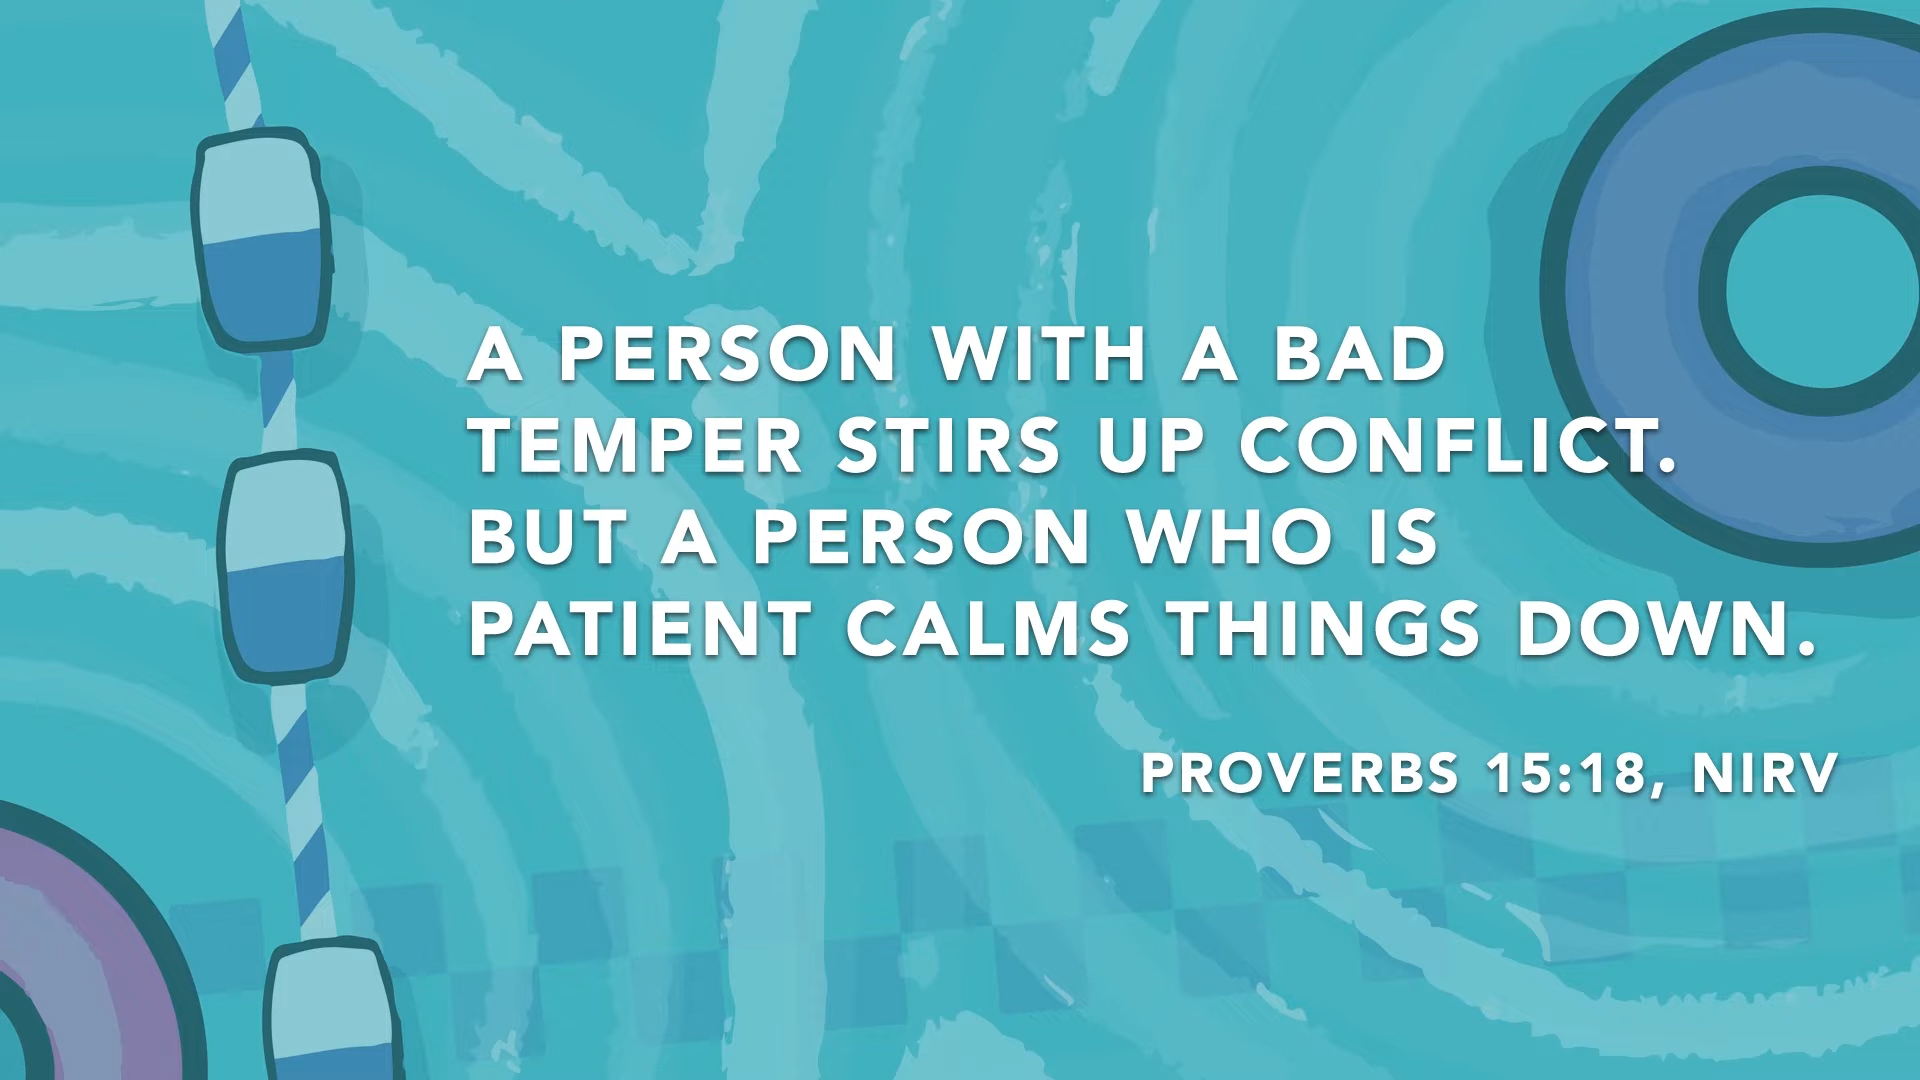 A PERSON WITH A BAD
TEMPER STIRS UP CONFLICT.
BUT A PERSON WHO IS
PATIENT CALMS THINGS DOWN.
PROVERBS 15:18, NIRV